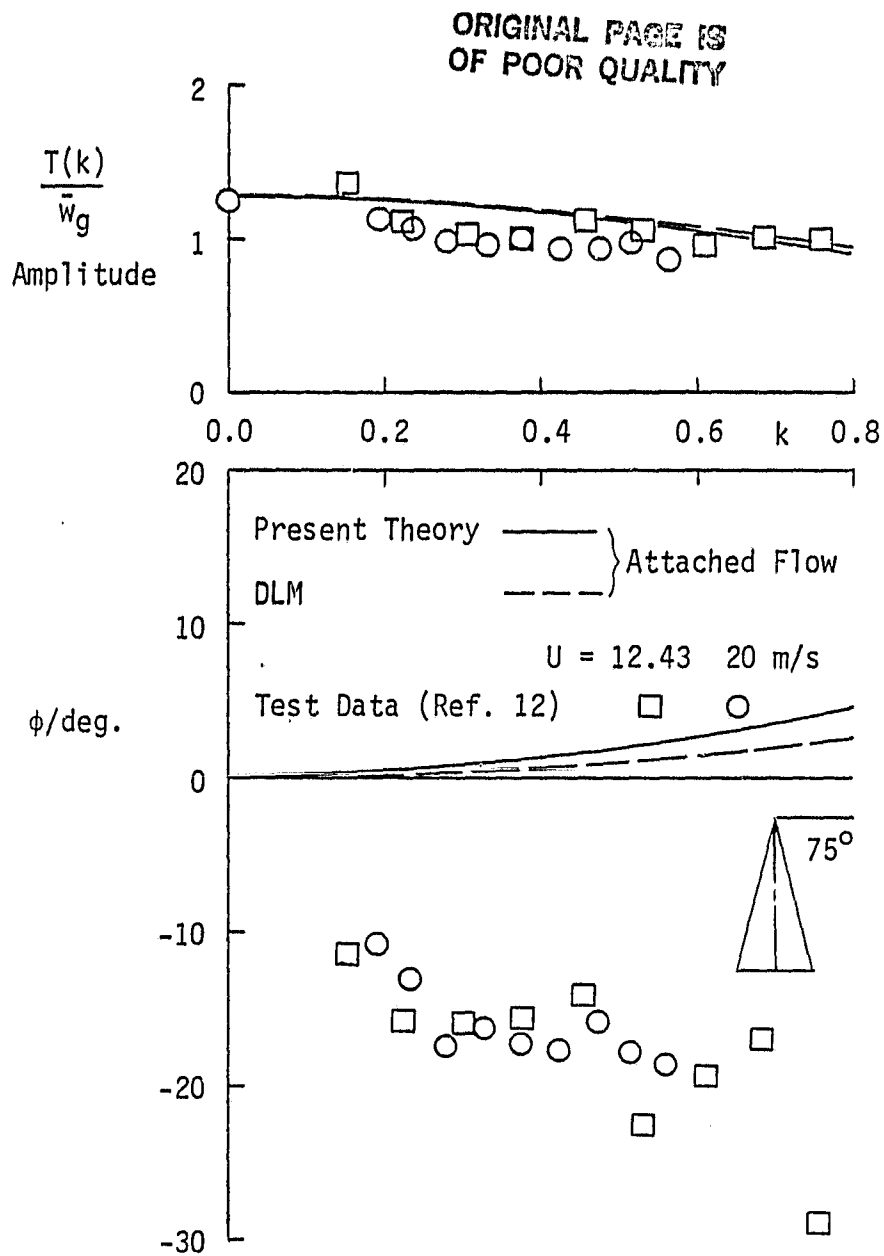 ORIGINAL PAGE IS
OF POOR QUALITY
2
T(k)
w̄g
Amplitude
1
0
0.0 0.2 0.4 0.6 k 0.8
20
Present Theory
Attached Flow
DLM
10
U = 12.43 20 m/s
Test Data (Ref. 12)
ϕ/deg.
0
75°
-10
-20
-30